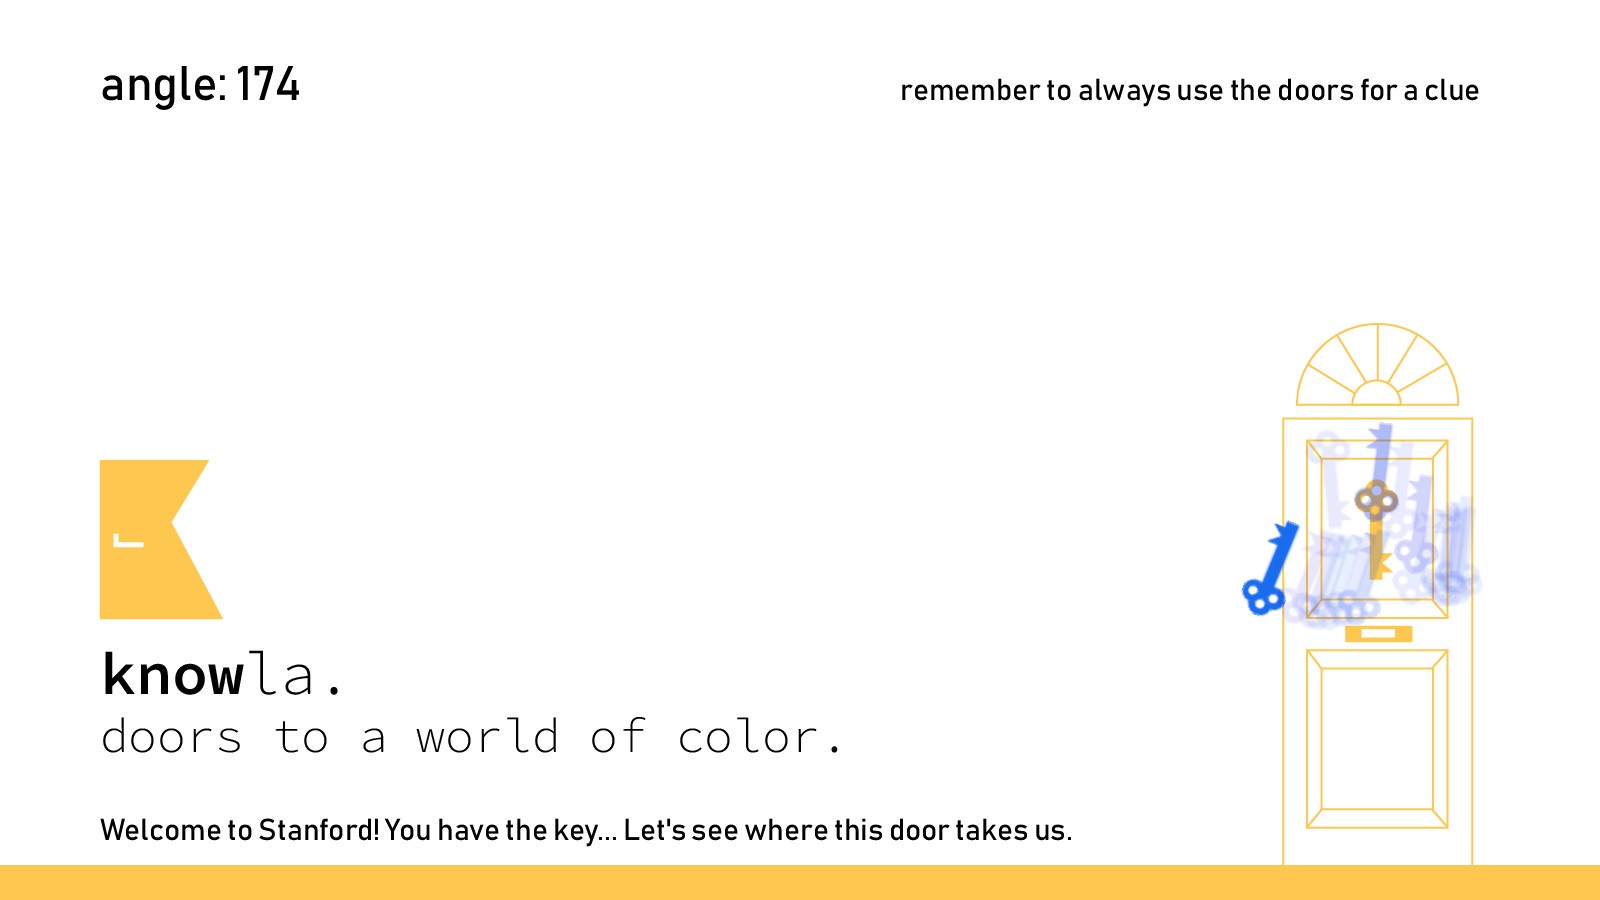 angle: 174
remember to always use the doors for a clue
knowla.
doors to a world of color.
Welcome to Stanford! You have the key... Let's see where this door takes us.